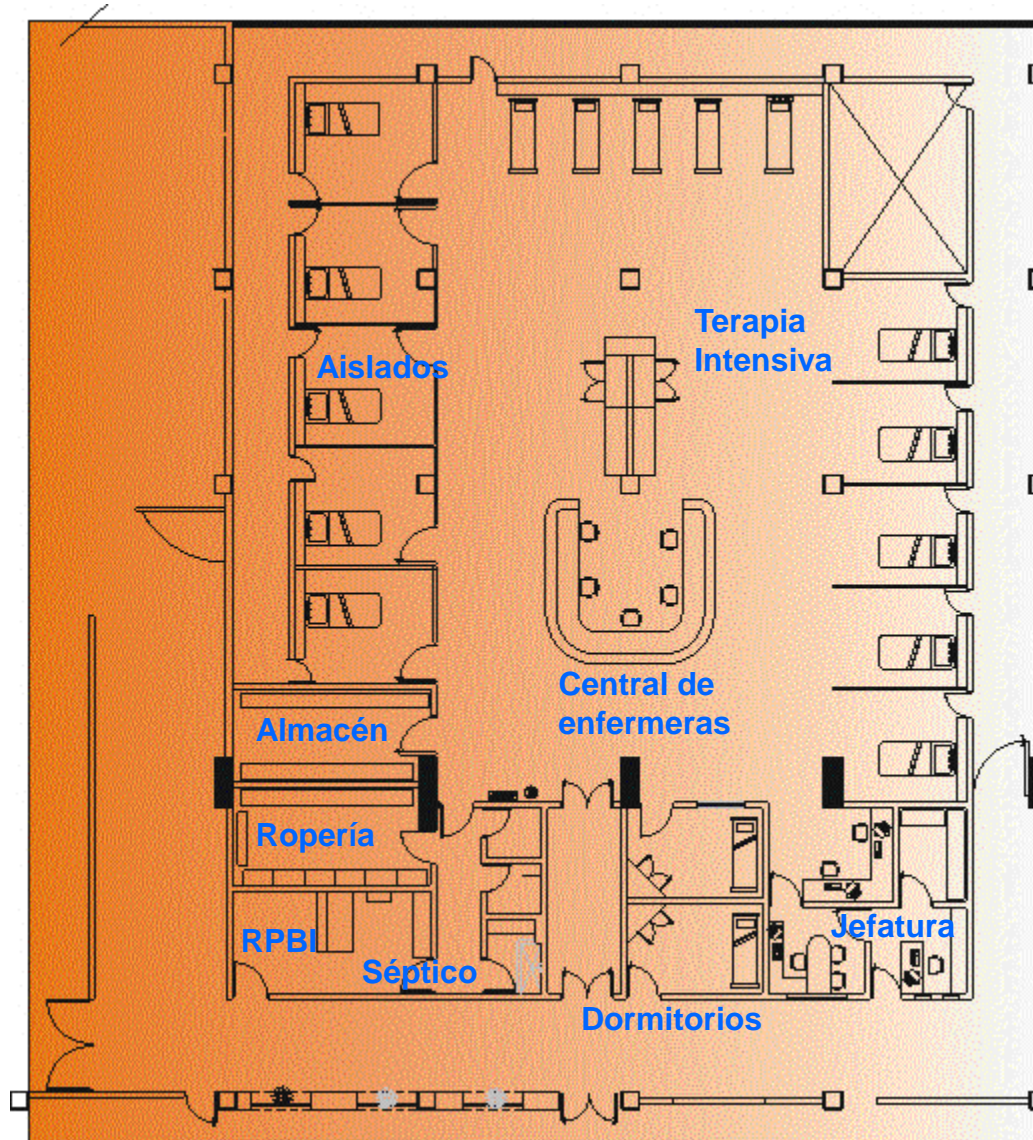 Terapia
Intensiva
Aislados
Central de
enfermeras
Almacén
Ropería
RPBI
Séptico
Jefatura
Dormitorios